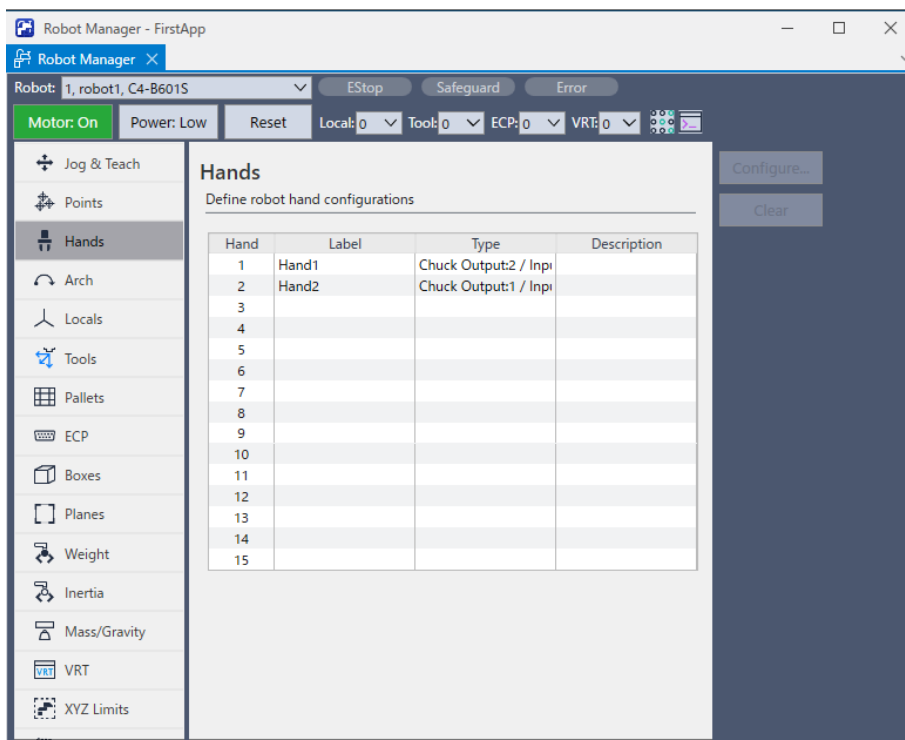 Robot Manager - FirstApp
Robot Manager
Robot: 1, robot1, C4-B601S EStop Safeguard Error
Motor: On Power: Low Reset Local: 0 Tool: 0 ECP: 0 VRT: 0
Jog & Teach
Points
Hands
Arch
Locals
Tools
Pallets
ECP
Boxes
Planes
Weight
Inertia
Mass/Gravity
VRT VRT
XYZ Limits
Hands
Define robot hand configurations
Hand Label Type Description
1 Hand1 Chuck Output:2 / Inp
2 Hand2 Chuck Output:1 / Inp
3
4
5
6
7
8
9
10
11
12
13
14
15
Configure...
Clear